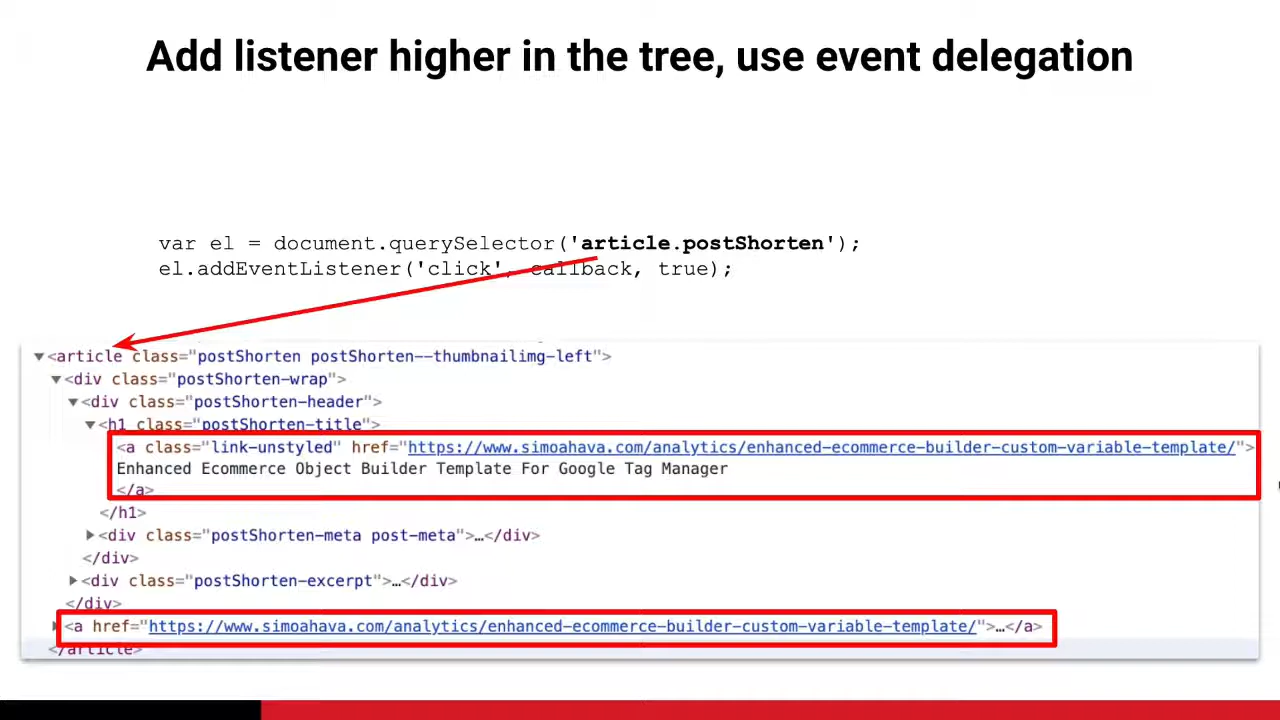 Add listener higher in the tree, use event delegation
var el = document.querySelector('article.postShorten');
el.addEventListener('click', callback, true);
▼<article class="postShorten postShorten--thumbnailimg-left">
▼<div class="postShorten-wrap">
▼<div class="postShorten-header">
▼<h1 class="postShorten-title">
<a class="link-unstyled" href="https://www.simoahava.com/analytics/enhanced-ecommerce-builder-custom-variable-template/">
Enhanced Ecommerce Object Builder Template For Google Tag Manager
</a>
</h1>
▶<div class="postShorten-meta post-meta">…</div>
</div>
▶<div class="postShorten-excerpt">…</div>
</div>
▶<a href="https://www.simoahava.com/analytics/enhanced-ecommerce-builder-custom-variable-template/">…</a>
</article>